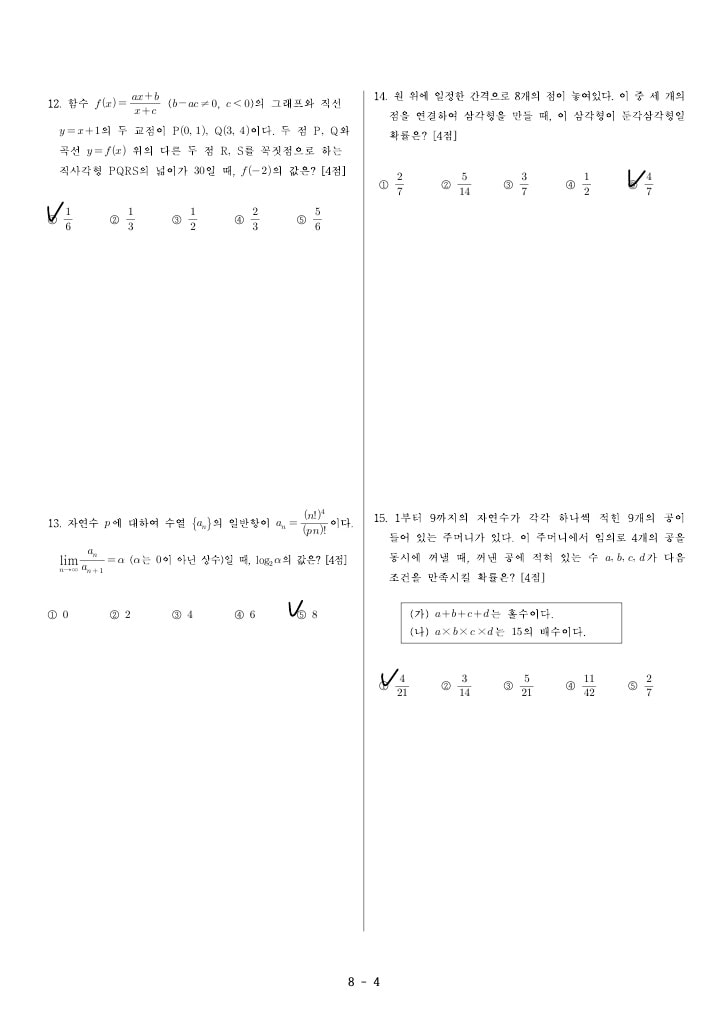 12. 함수 f(x)=\frac{ax+b}{x+c} (b-ac≠0, c<0)의 그래프와 직선
y=x+1의 두 교점이 P(0, 1), Q(3, 4)이다. 두 점 P, Q와
곡선 y=f(x) 위의 다른 두 점 R, S를 꼭짓점으로 하는
직사각형 PQRS의 넓이가 30일 때, f(-2)의 값은? [4점]
① \frac{1}{6} ② \frac{1}{3} ③ \frac{1}{2} ④ \frac{2}{3} ⑤ \frac{5}{6}
13. 자연수 p에 대하여 수열 {a_n}의 일반항이 a_n=\frac{(n!)^4}{(pn)!}이다.
\lim_{n→∞}\frac{a_n}{a_{n+1}}=α (α는 0이 아닌 상수)일 때, log_2α의 값은? [4점]
① 0 ② 2 ③ 4 ④ 6 ⑤ 8
14. 원 위에 일정한 간격으로 8개의 점이 놓여있다. 이 중 세 개의
점을 연결하여 삼각형을 만들 때, 이 삼각형이 둔각삼각형일
확률은? [4점]
① \frac{2}{7} ② \frac{5}{14} ③ \frac{3}{7} ④ \frac{1}{2} ⑤ \frac{4}{7}
15. 1부터 9까지의 자연수가 각각 하나씩 적힌 9개의 공이
들어 있는 주머니가 있다. 이 주머니에서 임의로 4개의 공을
동시에 꺼낼 때, 꺼낸 공에 적혀 있는 수 a, b, c, d가 다음
조건을 만족시킬 확률은? [4점]
(가) a+b+c+d는 홀수이다.
(나) a×b×c×d는 15의 배수이다.
① \frac{4}{21} ② \frac{3}{14} ③ \frac{5}{21} ④ \frac{11}{42} ⑤ \frac{2}{7}
8 - 4